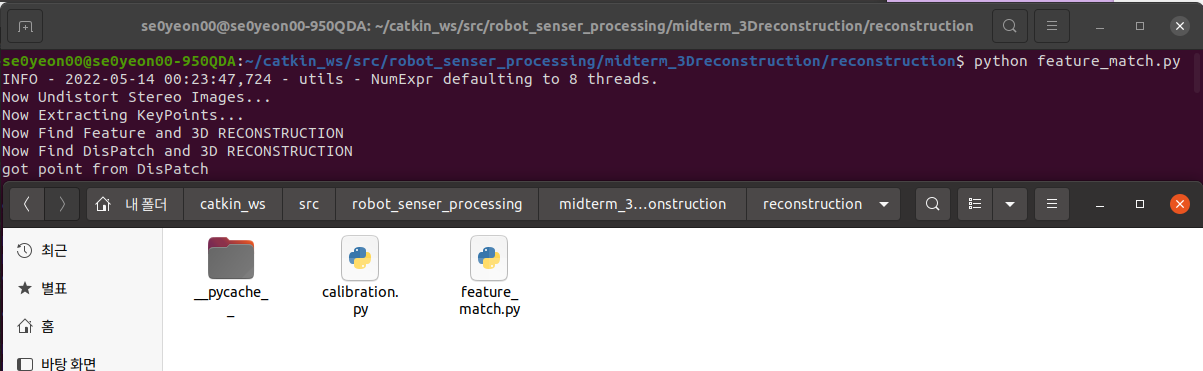 se0yeon00@se0yeon00-950QDA: ~/catkin_ws/src/robot_senser_processing/midterm_3Dreconstruction/reconstruction
se0yeon00@se0yeon00-950QDA:~/catkin_ws/src/robot_senser_processing/midterm_3Dreconstruction/reconstruction$ python feature_match.py
INFO - 2022-05-14 00:23:47,724 - utils - NumExpr defaulting to 8 threads.
Now Undistort Stereo Images...
Now Extracting KeyPoints...
Now Find Feature and 3D RECONSTRUCTION
Now Find DisPatch and 3D RECONSTRUCTION
got point from DisPatch
내 폴더 catkin_ws src robot_senser_processing midterm_3...onstruction reconstruction
최근
별표
홈
바탕 화면
__pycache_
_
calibration.
py
feature_
match.py